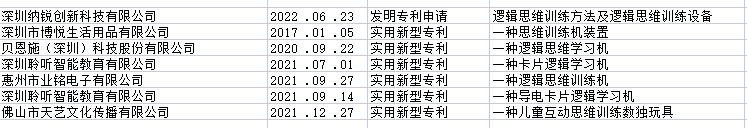 深圳纳锐创新科技有限公司 2022 .06 .23 发明专利申请 逻辑思维训练方法及逻辑思维训练设备
深圳市博悦生活用品有限公司 2017 .01 .05 实用新型专利 一种思维训练机装置
贝恩施（深圳）科技股份有限公司 2020 .09.22 实用新型专利 一种逻辑思维学习机
深圳聆听智能教育有限公司 2021 .07 .01 实用新型专利 一种卡片逻辑学习机
惠州市业铭电子有限公司 2021 .09.27 实用新型专利 一种逻辑思维训练机
深圳聆听智能教育有限公司 2021 .09.14 实用新型专利 一种导电卡片逻辑学习机
佛山市天艺文化传播有限公司 2021 .12 .27 实用新型专利 一种儿童互动思维训练数独玩具